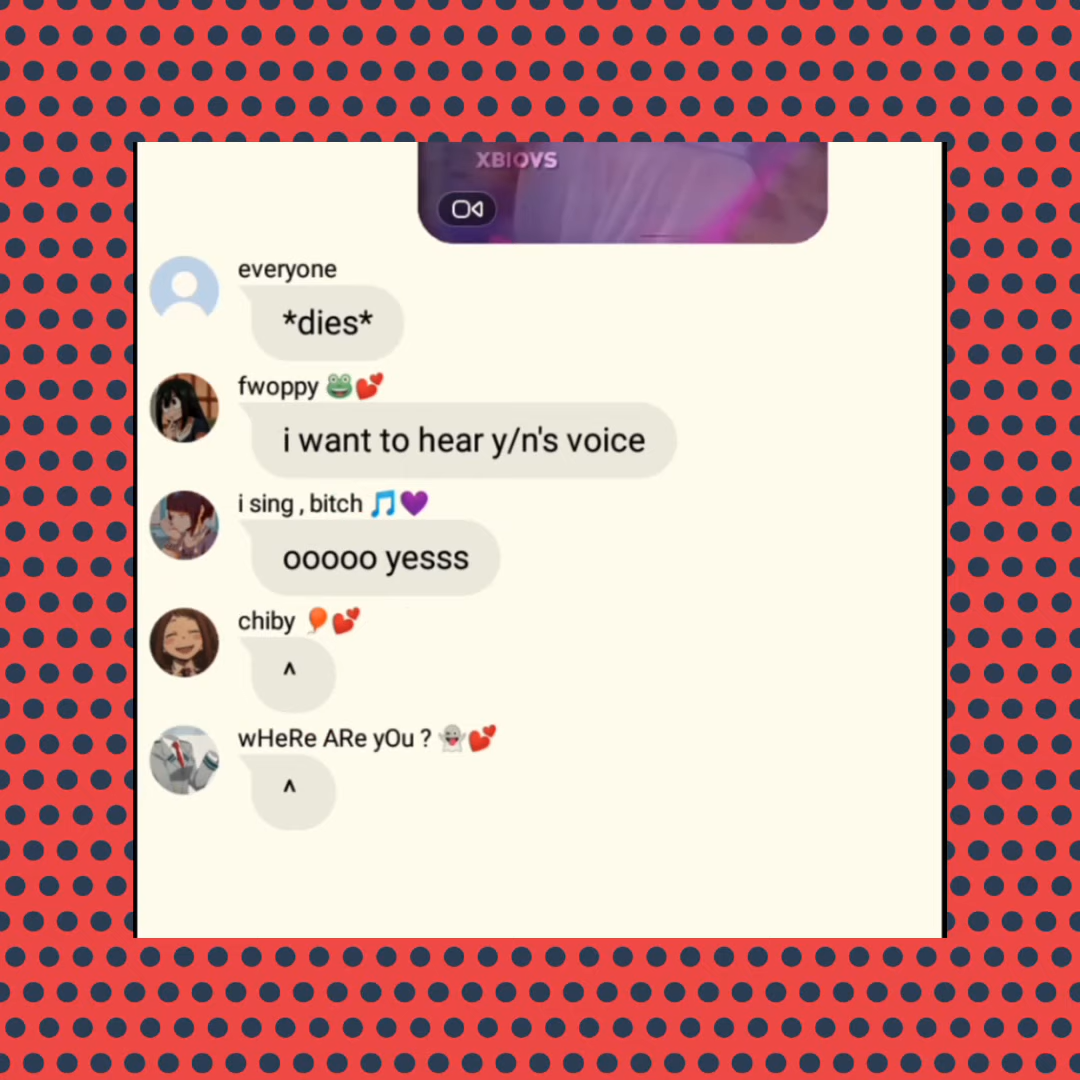 XBIOVS
everyone
*dies*
fwoppy 🐸💕
i want to hear y/n's voice
i sing , bitch 🎵💜
ooooo yesss
chiby 🎈💕
^
wHeRe ARe yOu ? 👻💕
^